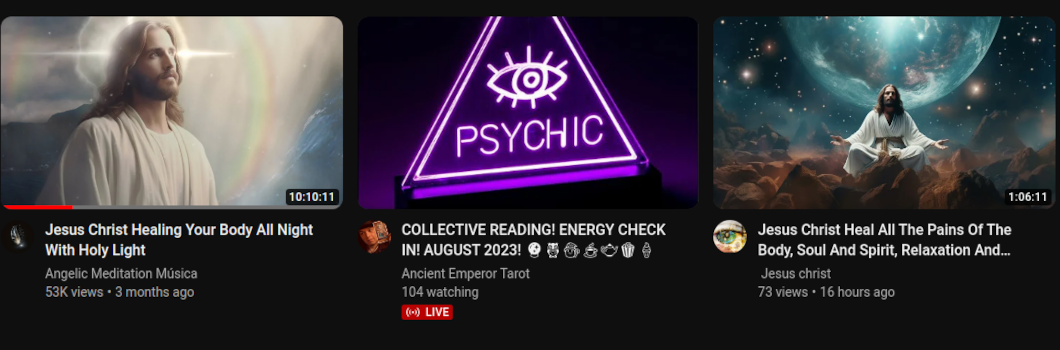 10:10:11
Jesus Christ Healing Your Body All Night
With Holy Light
Angelic Meditation Música
53K views • 3 months ago
PSYCHIC
COLLECTIVE READING! ENERGY CHECK
IN! AUGUST 2023!
Ancient Emperor Tarot
104 watching
LIVE
1:06:11
Jesus Christ Heal All The Pains Of The
Body, Soul And Spirit, Relaxation And...
Jesus christ
73 views • 16 hours ago